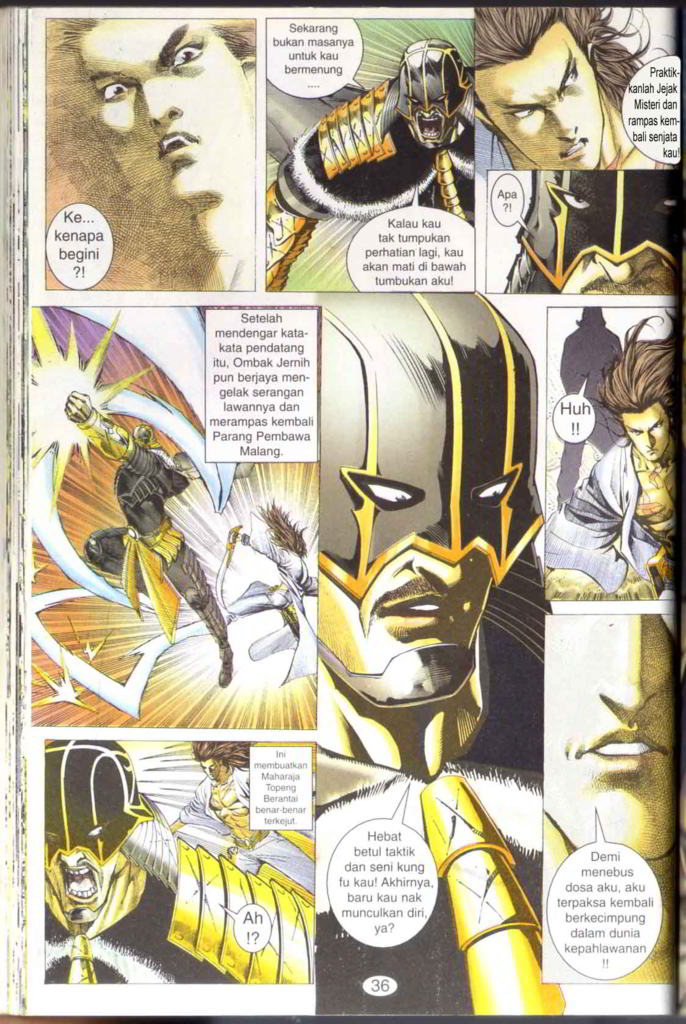 Ke...
kenapa
begini
?!
Sekarang
bukan masanya
untuk kau
bermenung
....
Kalau kau
tak tumpukan
perhatian lagi, kau
akan mati di bawah
tumbukan aku!
Praktik-
kanlah Jejak
Misteri dan
rampas kem-
bali senjata
kau!
Apa
?!
Setelah
mendengar kata-
kata pendatang
itu, Ombak Jernih
pun berjaya men-
gelak serangan
lawannya dan
merampas kembali
Parang Pembawa
Malang.
Huh
!!
Ini
membuatkan
Maharaja
Topeng
Berantai
benar-benar
terkejut.
Ah
!?
Hebat
betul taktik
dan seni kung
fu kau! Akhirnya,
baru kau nak
munculkan diri,
ya?
Demi
menebus
dosa aku, aku
terpaksa kembali
berkecimpung
dalam dunia
kepahlawanan
!!
36